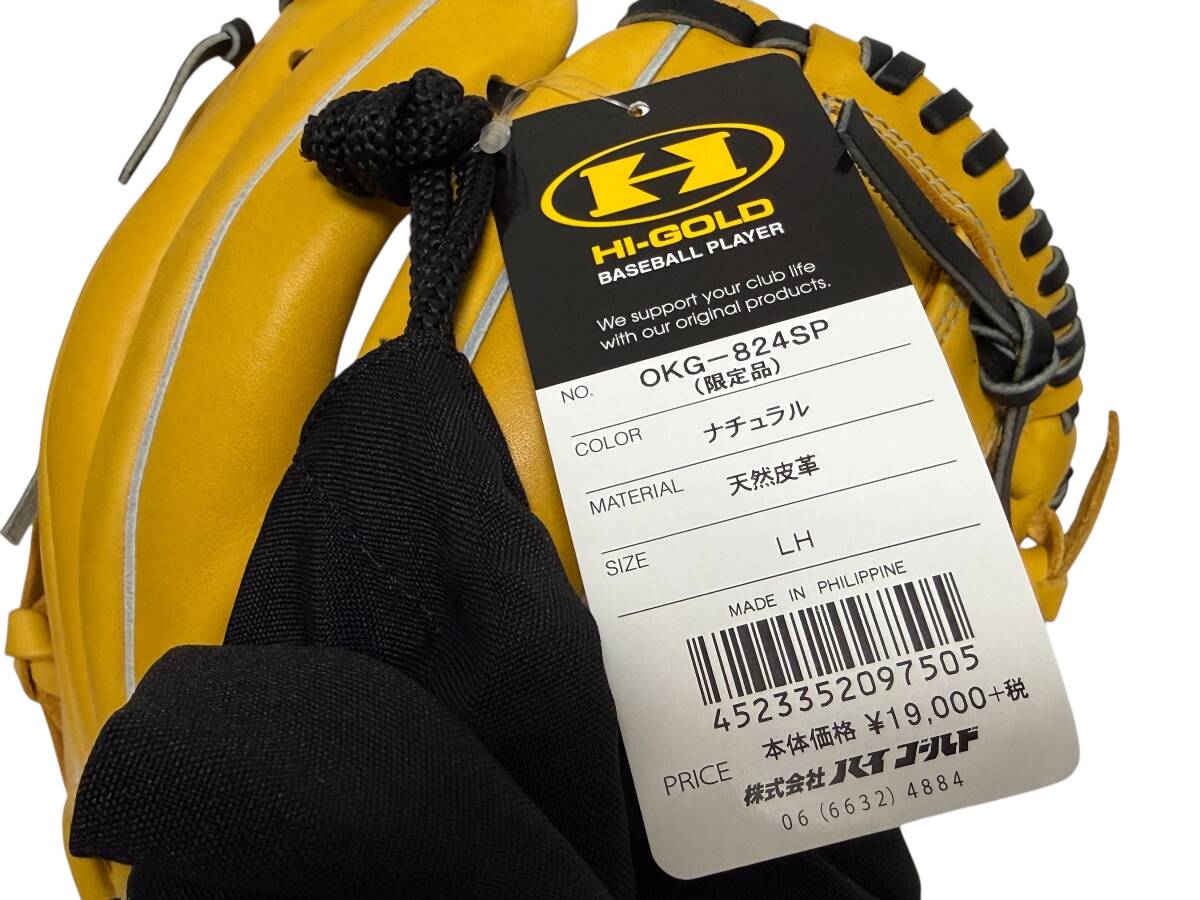 H
HI-GOLD
BASEBALL PLAYER
We support your club life
with our original products.
NO. OKG-824SP
(限定品)
COLOR ナチュラル
MATERIAL 天然皮革
SIZE LH
MADE IN PHILIPPINE
4523352097505
PRICE 本体価格 ¥19,000+税
株式会社 ハイゴールド
06(6632)4884